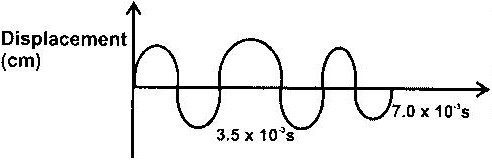 Displacement
(cm)
3.5 x 10⁻³s
7.0 x 10⁻³s